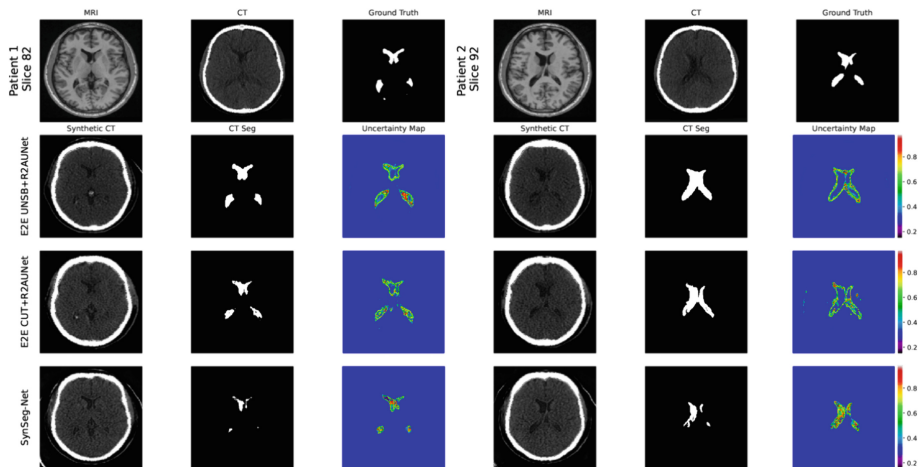 MRI
CT
Ground Truth
MRI
CT
Ground Truth
Patient 1
Slice 82
Patient 2
Slice 92
Synthetic CT
CT Seg
Uncertainty Map
Synthetic CT
CT Seg
Uncertainty Map
E2E UNSB+R2AUNet
0.8
0.6
0.4
0.2
E2E CUT+R2AUNet
0.8
0.6
0.4
0.2
SynSeg-Net
0.8
0.6
0.4
0.2